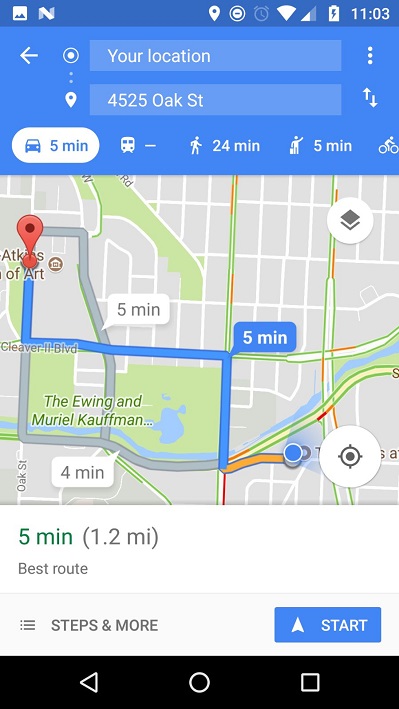 11:03
Your location
4525 Oak St
5 min
—
24 min
5 min
Rd
-Atkins
of Art
5 min
5 min
Cleaver II Blvd
The Ewing and
Muriel Kauffman...
4 min
Oak St
5 min (1.2 mi)
Best route
STEPS & MORE
START